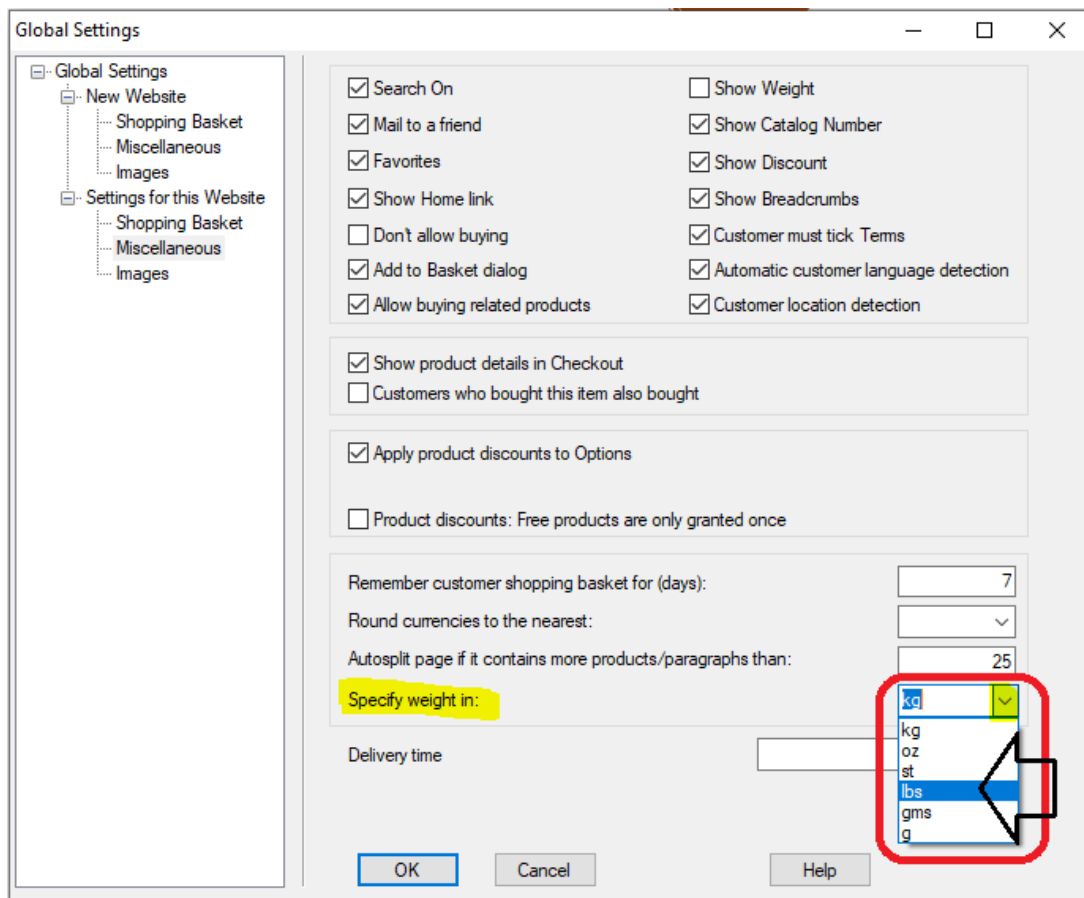 Global Settings
Global Settings
New Website
Shopping Basket
Miscellaneous
Images
Settings for this Website
Shopping Basket
Miscellaneous
Images
Search On
Show Weight
Mail to a friend
Show Catalog Number
Favorites
Show Discount
Show Home link
Show Breadcrumbs
Don't allow buying
Customer must tick Terms
Add to Basket dialog
Automatic customer language detection
Allow buying related products
Customer location detection
Show product details in Checkout
Customers who bought this item also bought
Apply product discounts to Options
Product discounts: Free products are only granted once
Remember customer shopping basket for (days): 7
Round currencies to the nearest:
Autosplit page if it contains more products/paragraphs than: 25
Specify weight in: kg
kg
oz
st
lbs
gms
g
Delivery time
OK Cancel Help